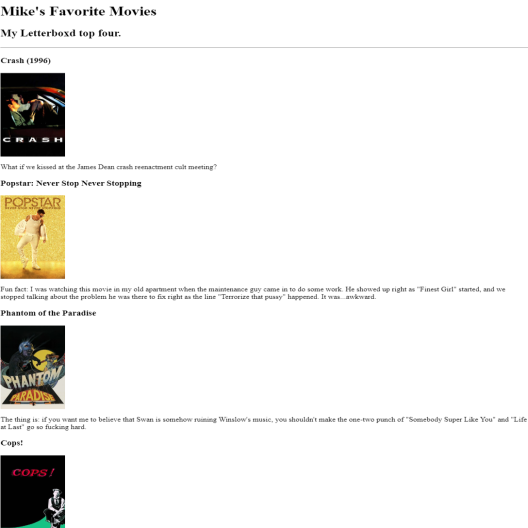 Mike's Favorite Movies
My Letterboxd top four.
Crash (1996)
CRASH
What if we kissed at the James Dean crash reenactment cult meeting?
Popstar: Never Stop Never Stopping
POPSTAR
Fun fact: I was watching this movie in my old apartment when the maintenance guy came in to do some work. He showed up right as "Finest Girl" started, and we
stopped talking about the problem he was there to fix right as the line "Terrorize that pussy" happened. It was...awkward.
Phantom of the Paradise
PHANTOM
PARADISE
The thing is: if you want me to believe that Swan is somehow ruining Winslow's music, you shouldn't make the one-two punch of "Somebody Super Like You" and "Life
at Last" go so fucking hard.
Cops!
COPS!